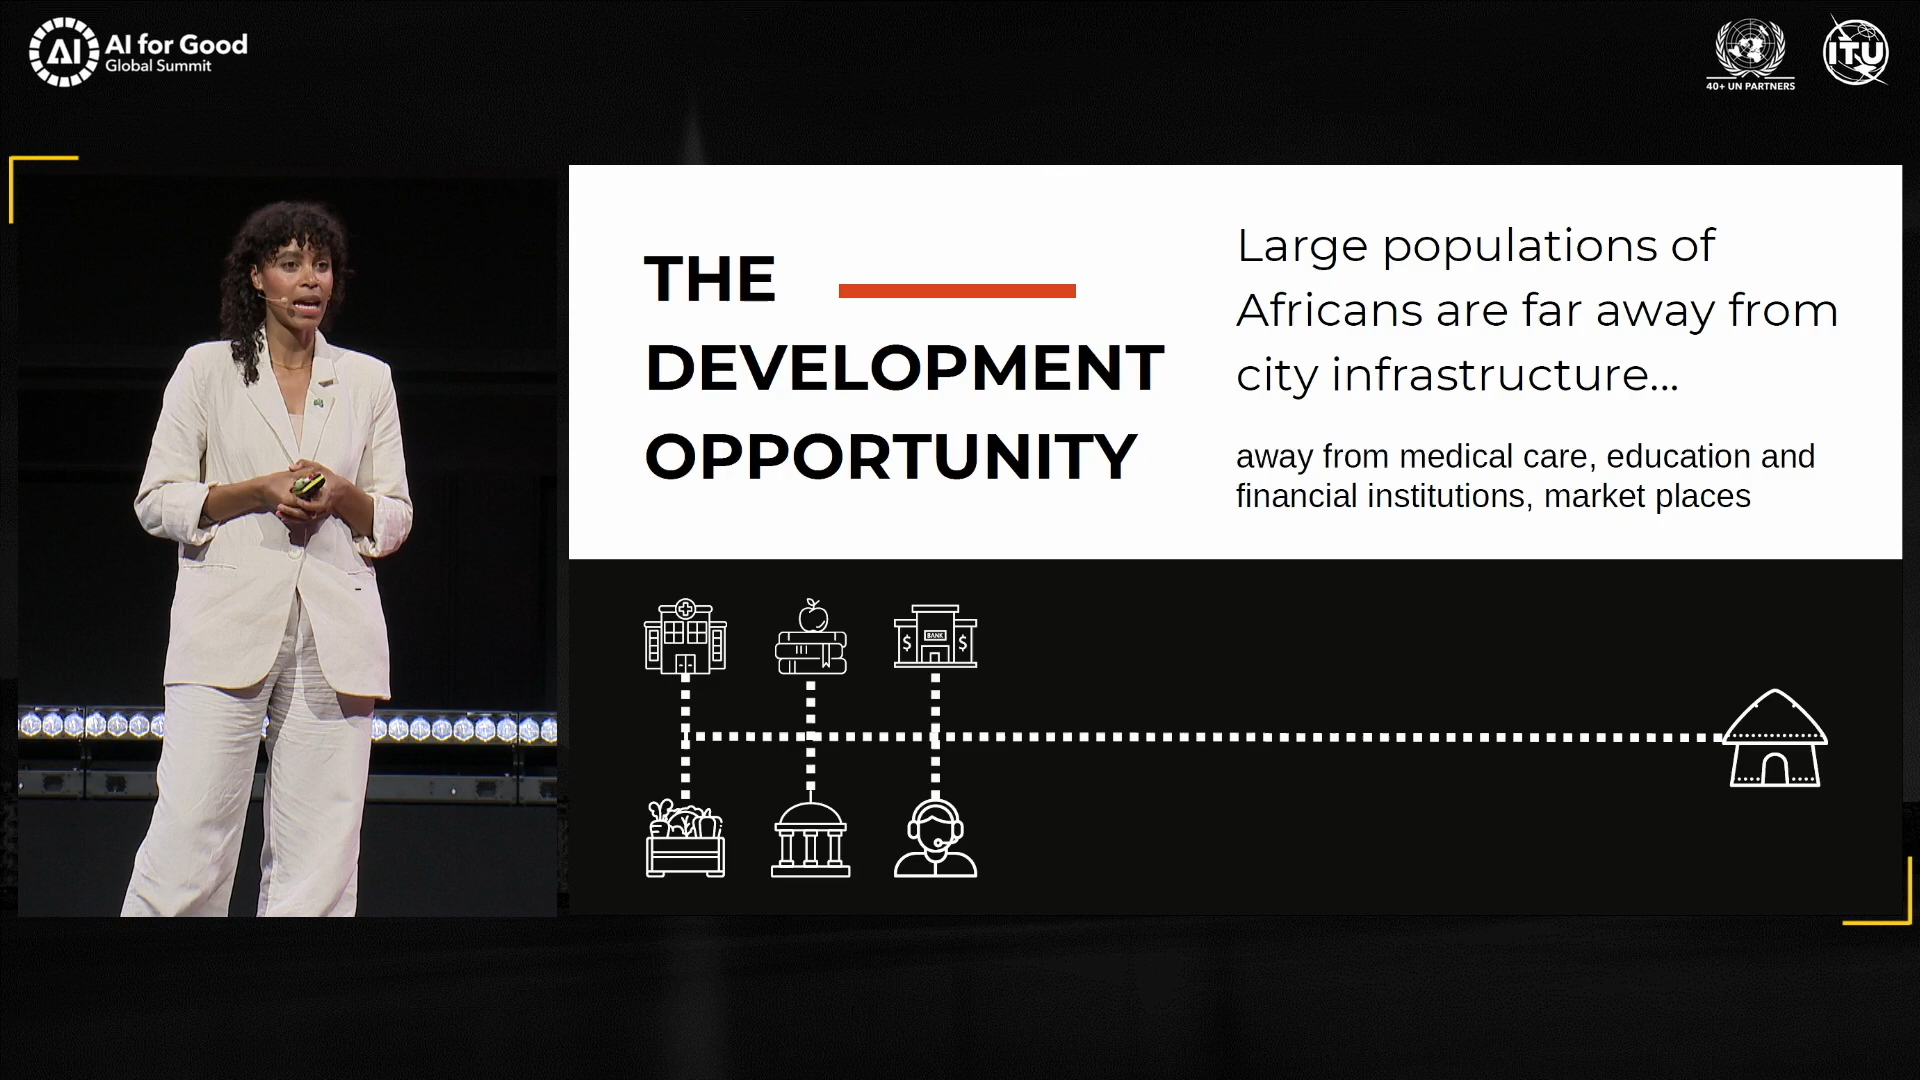 AI
AI for Good
Global Summit
40+ UN PARTNERS
ITU
THE
DEVELOPMENT
OPPORTUNITY
Large populations of
Africans are far away from
city infrastructure...
away from medical care, education and
financial institutions, market places
$ BANK $